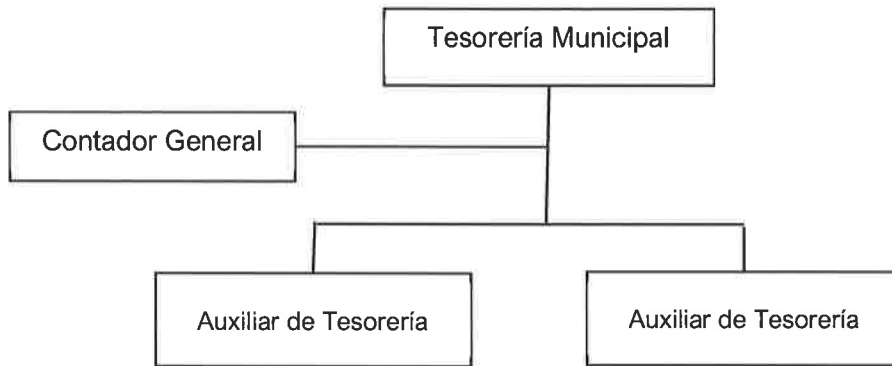 Tesorería Municipal
Contador General
Auxiliar de Tesorería
Auxiliar de Tesorería